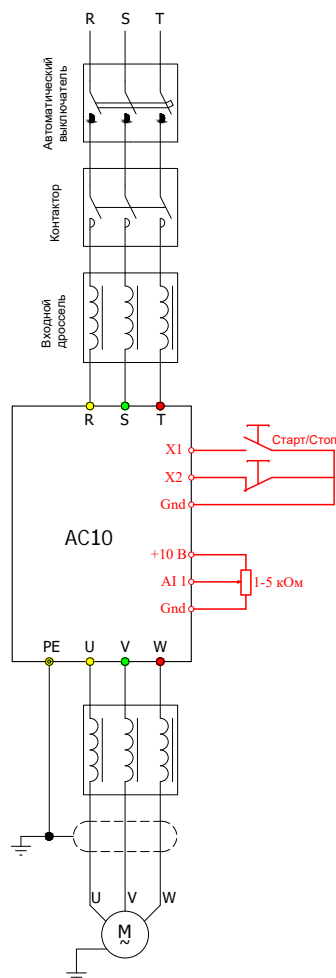 R S T
Автоматический
выключатель
Контактор
Входной
дроссель
R S T
X1
Старт/Стоп
X2
Gnd
AC10
+10 В
AI 1
1-5 кОм
Gnd
PE U V W
U V W
M
~